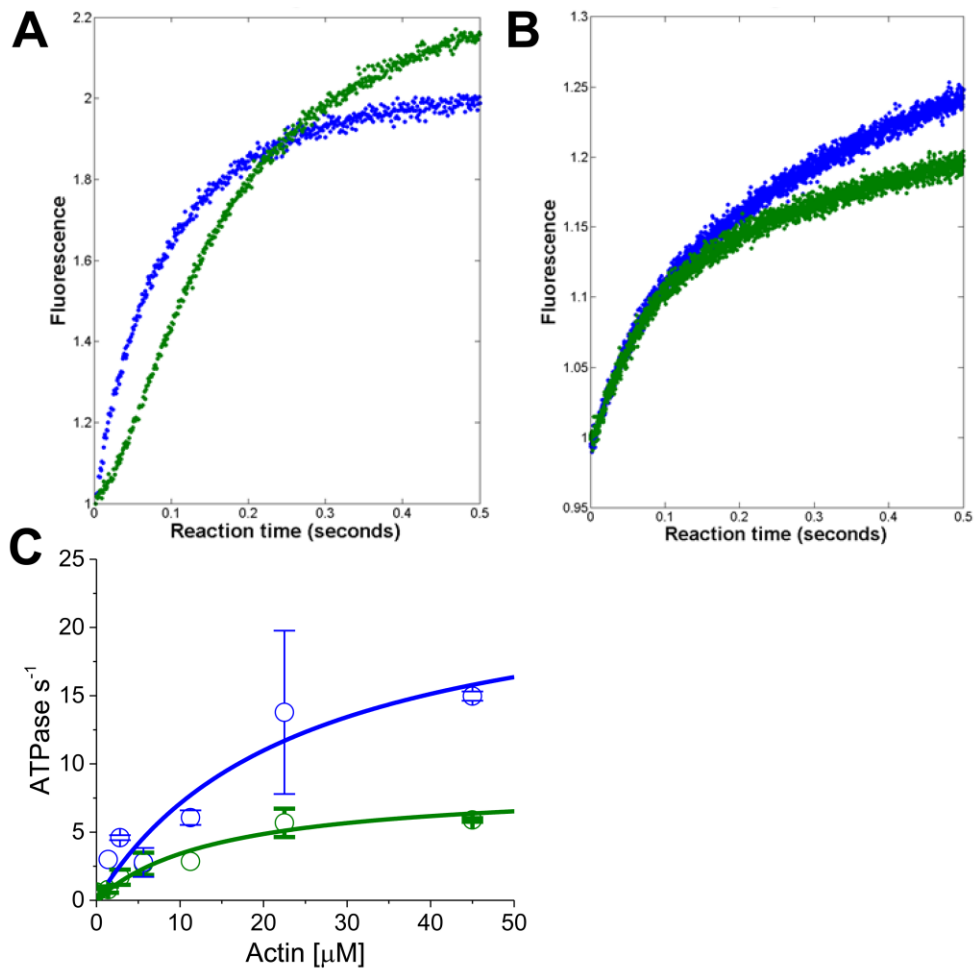 A
2.2
2
1.8
1.6
1.4
1.2
1
Fluorescence
0 0.1 0.2 0.3 0.4 0.5
Reaction time (seconds)
B
1.3
1.25
1.2
1.15
1.1
1.05
1
0.95
Fluorescence
0 0.1 0.2 0.3 0.4 0.5
Reaction time (seconds)
C
25
20
15
10
5
0
ATPase s⁻¹
0 10 20 30 40 50
Actin [μM]